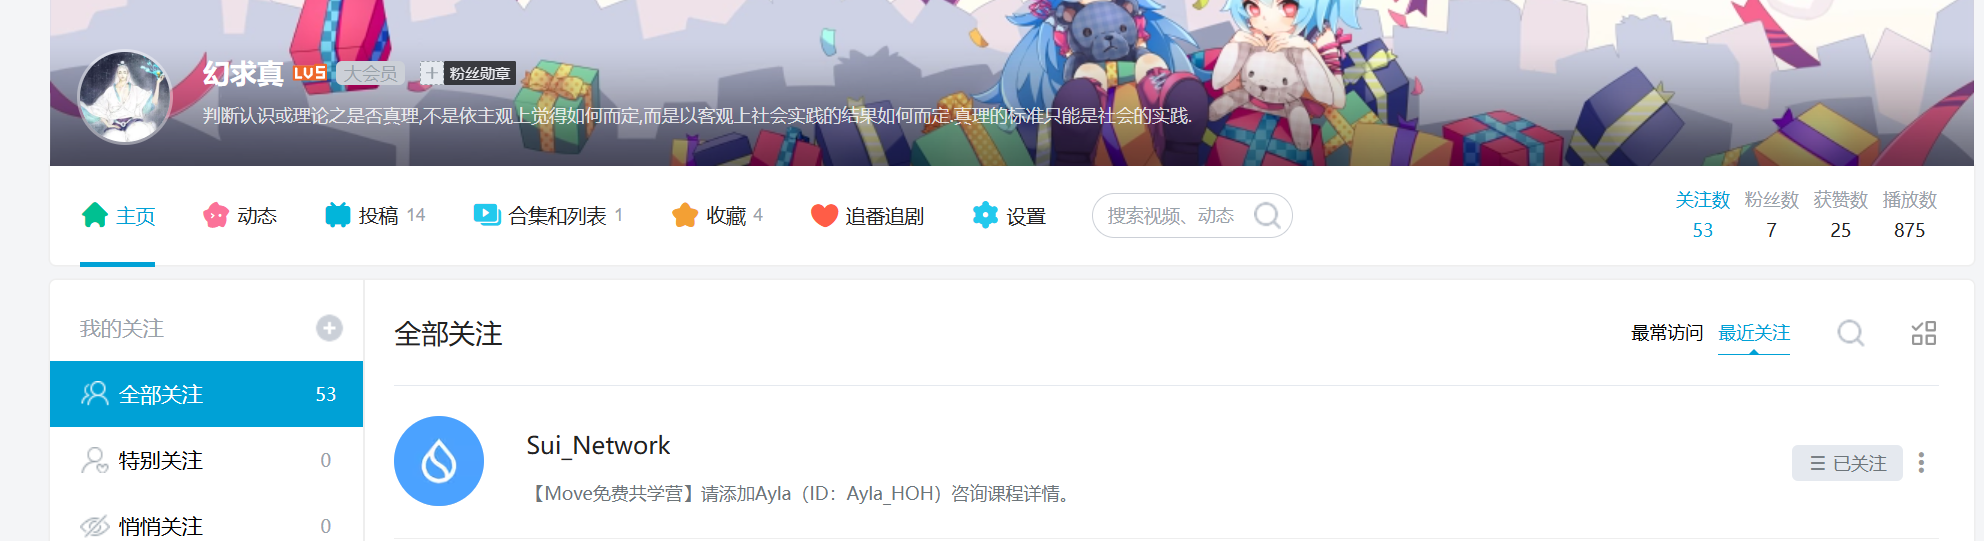 幻求真 LV5 大会员 + 粉丝勋章
判断认识或理论之是否真理,不是依主观上觉得如何而定,而是以客观上社会实践的结果如何而定.真理的标准只能是社会的实践.
主页 动态 投稿 14 合集和列表 1 收藏 4 追番追剧 设置 搜索视频、动态
关注数 粉丝数 获赞数 播放数
53 7 25 875
我的关注
全部关注 53
特别关注 0
悄悄关注 0
全部关注 最常访问 最近关注
Sui_Network
已关注
【Move免费共学营】请添加Ayla（ID：Ayla_HOH）咨询课程详情。